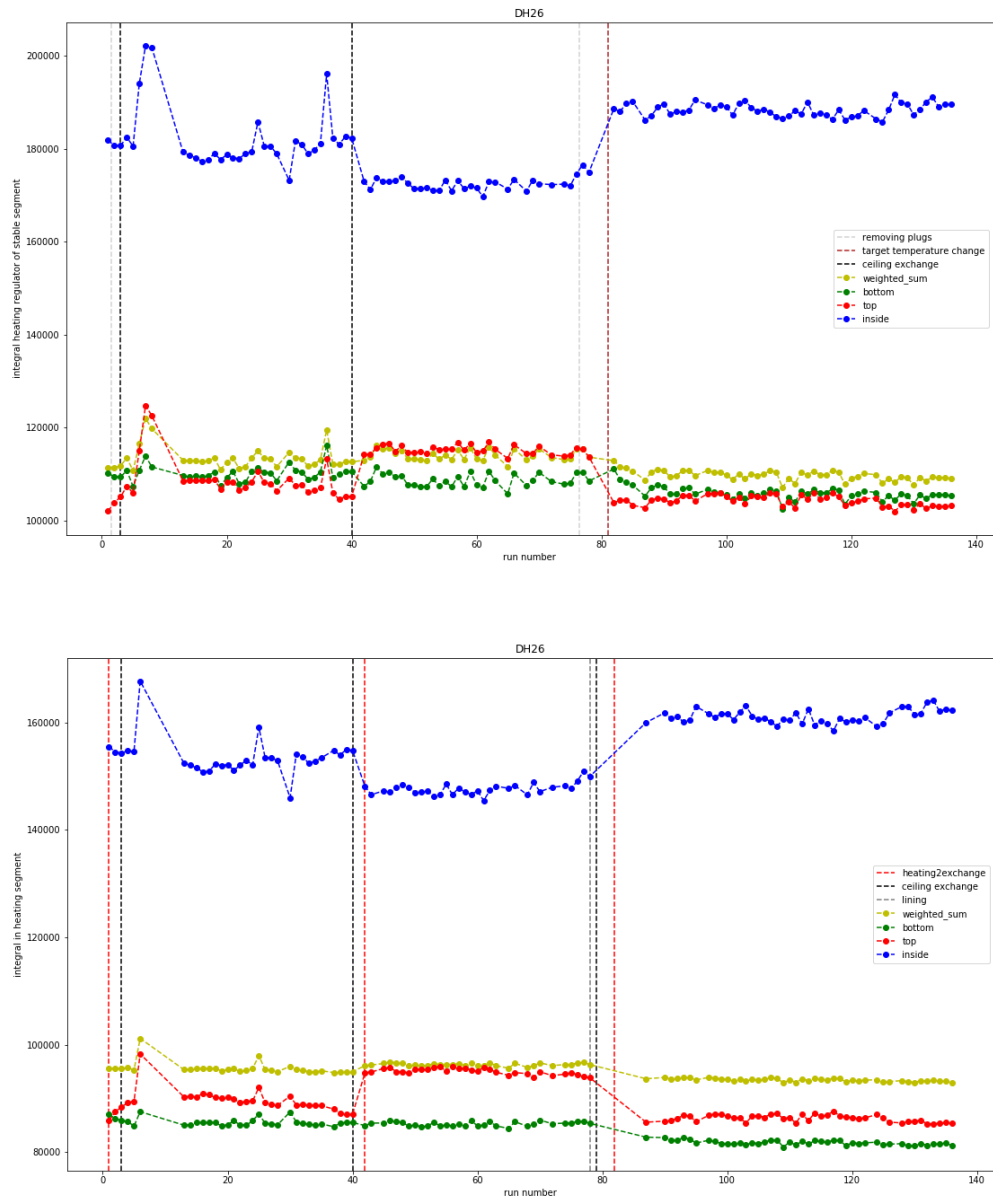 DH26
200000
180000
160000
140000
120000
100000
integral heating regulator of stable segment
removing plugs
target temperature change
ceiling exchange
weighted_sum
bottom
top
inside
0
20
40
60
80
100
120
140
run number
DH26
160000
140000
120000
100000
80000
integral in heating segment
heating2exchange
ceiling exchange
lining
weighted_sum
bottom
top
inside
0
20
40
60
80
100
120
140
run number